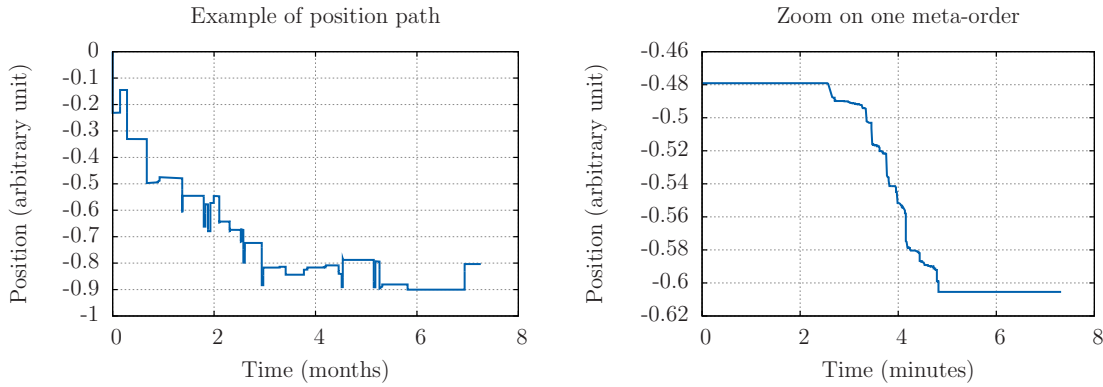 Example of position path
0
-0.1
-0.2
-0.3
-0.4
-0.5
-0.6
-0.7
-0.8
-0.9
-1
Position (arbitrary unit)
0 2 4 6 8
Time (months)
Zoom on one meta-order
-0.46
-0.48
-0.5
-0.52
-0.54
-0.56
-0.58
-0.6
-0.62
Position (arbitrary unit)
0 2 4 6 8
Time (minutes)